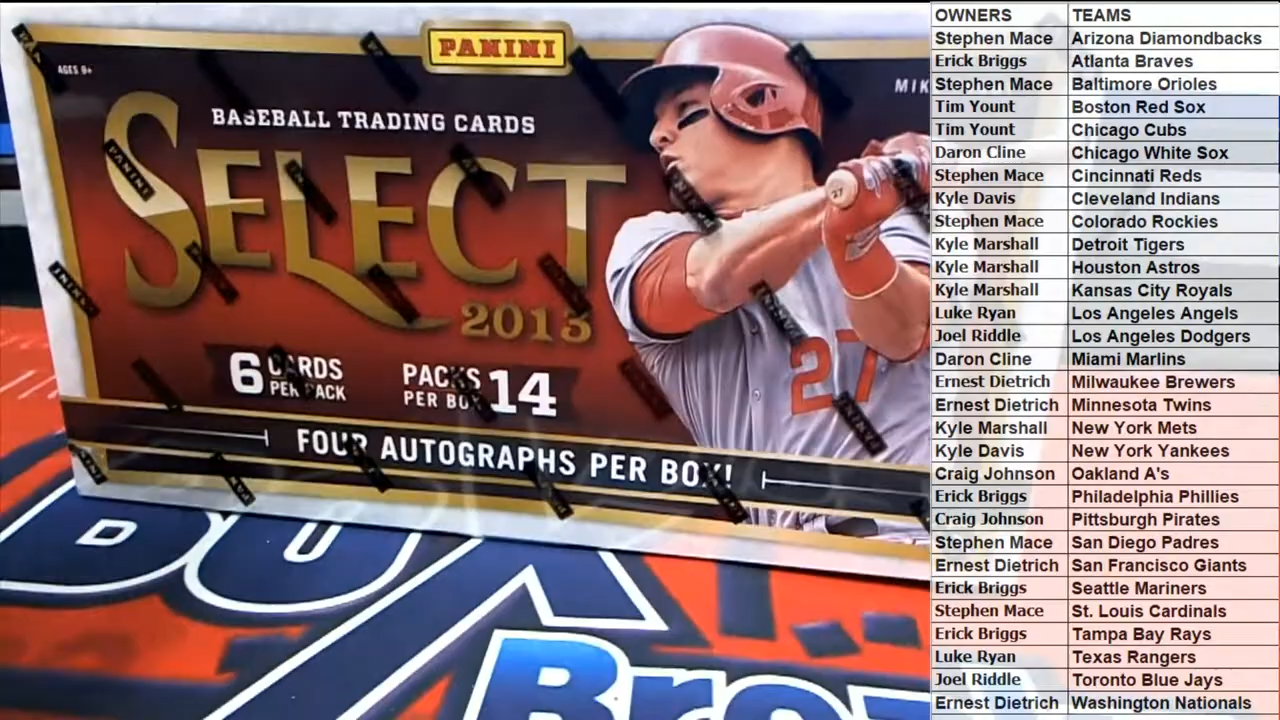 PANINI
AGES 9+
MIK
BASEBALL TRADING CARDS
SELECT
2013
6 CARDS PER PACK
PACKS PER BOX 14
FOUR AUTOGRAPHS PER BOX!
27
27
BOX
Bre
OWNERS TEAMS
Stephen Mace Arizona Diamondbacks
Erick Briggs Atlanta Braves
Stephen Mace Baltimore Orioles
Tim Yount Boston Red Sox
Tim Yount Chicago Cubs
Daron Cline Chicago White Sox
Stephen Mace Cincinnati Reds
Kyle Davis Cleveland Indians
Stephen Mace Colorado Rockies
Kyle Marshall Detroit Tigers
Kyle Marshall Houston Astros
Kyle Marshall Kansas City Royals
Luke Ryan Los Angeles Angels
Joel Riddle Los Angeles Dodgers
Daron Cline Miami Marlins
Ernest Dietrich Milwaukee Brewers
Ernest Dietrich Minnesota Twins
Kyle Marshall New York Mets
Kyle Davis New York Yankees
Craig Johnson Oakland A's
Erick Briggs Philadelphia Phillies
Craig Johnson Pittsburgh Pirates
Stephen Mace San Diego Padres
Ernest Dietrich San Francisco Giants
Erick Briggs Seattle Mariners
Stephen Mace St. Louis Cardinals
Erick Briggs Tampa Bay Rays
Luke Ryan Texas Rangers
Joel Riddle Toronto Blue Jays
Ernest Dietrich Washington Nationals